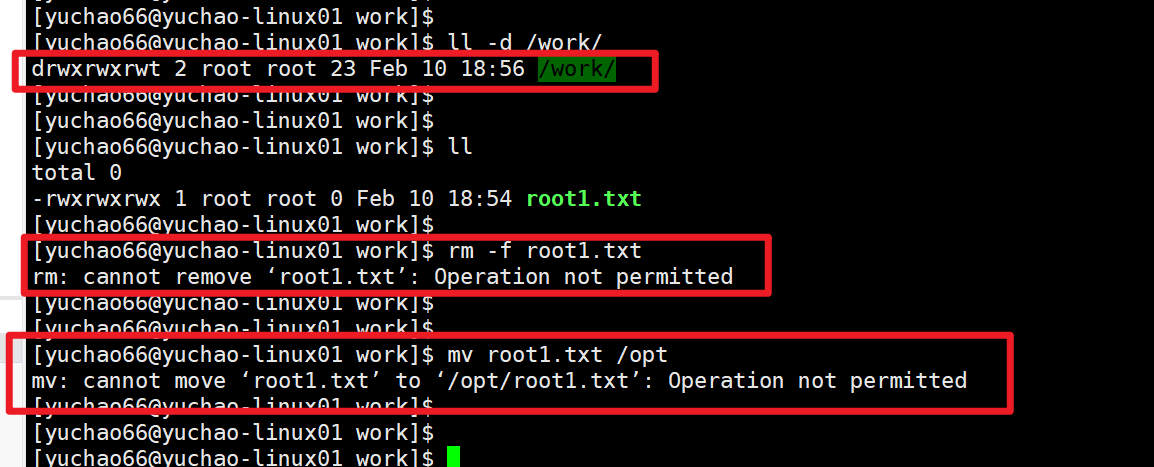 [yuchao66@yuchao-linux01 work]$
[yuchao66@yuchao-linux01 work]$ ll -d /work/
drwxrwxrwt 2 root root 23 Feb 10 18:56 /work/
[yuchao66@yuchao-linux01 work]$
[yuchao66@yuchao-linux01 work]$
[yuchao66@yuchao-linux01 work]$ ll
total 0
-rwxrwxrwx 1 root root 0 Feb 10 18:54 root1.txt
[yuchao66@yuchao-linux01 work]$
[yuchao66@yuchao-linux01 work]$ rm -f root1.txt
rm: cannot remove ‘root1.txt’: Operation not permitted
[yuchao66@yuchao-linux01 work]$
[yuchao66@yuchao-linux01 work]$
[yuchao66@yuchao-linux01 work]$ mv root1.txt /opt
mv: cannot move ‘root1.txt’ to ‘/opt/root1.txt’: Operation not permitted
[yuchao66@yuchao-linux01 work]$
[yuchao66@yuchao-linux01 work]$
[yuchao66@yuchao-linux01 work]$